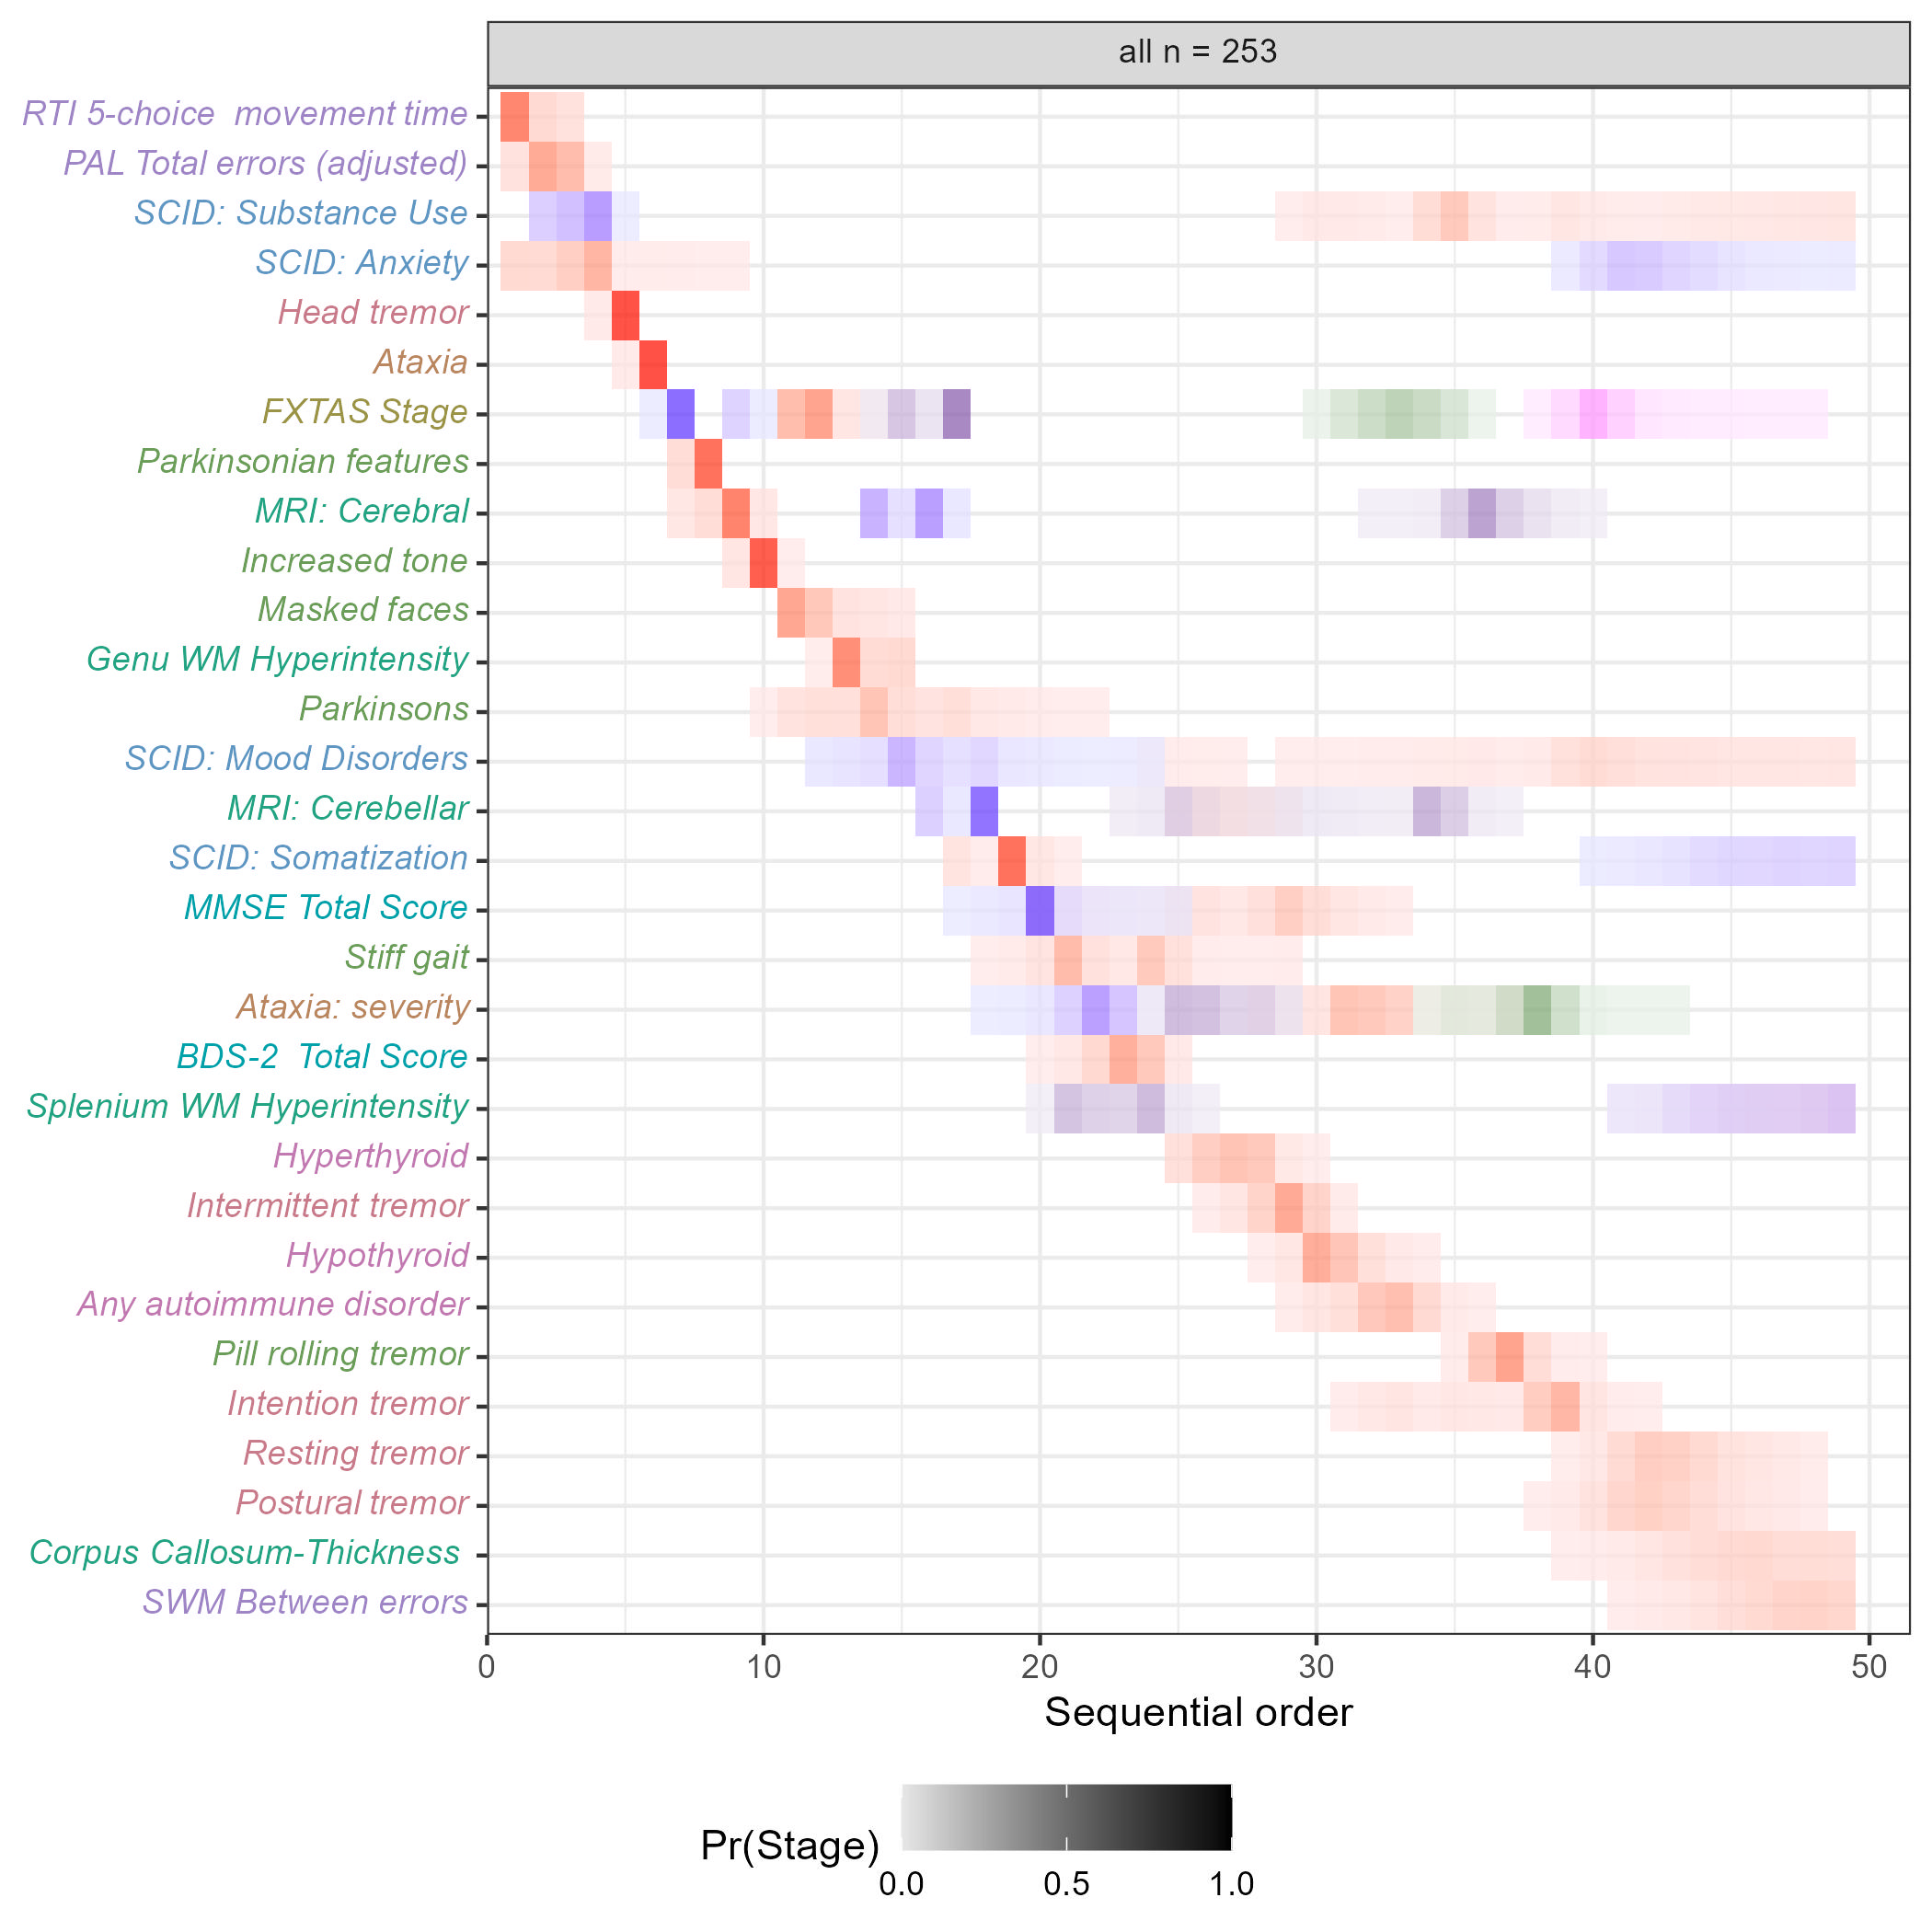 all n = 253
RTI 5-choice  movement time
PAL Total errors (adjusted)
SCID: Substance Use
SCID: Anxiety
Head tremor
Ataxia
FXTAS Stage
Parkinsonian features
MRI: Cerebral
Increased tone
Masked faces
Genu WM Hyperintensity
Parkinsons
SCID: Mood Disorders
MRI: Cerebellar
SCID: Somatization
MMSE Total Score
Stiff gait
Ataxia: severity
BDS-2  Total Score
Splenium WM Hyperintensity
Hyperthyroid
Intermittent tremor
Hypothyroid
Any autoimmune disorder
Pill rolling tremor
Intention tremor
Resting tremor
Postural tremor
Corpus Callosum-Thickness
SWM Between errors
0 10 20 30 40 50
Sequential order
Pr(Stage)
0.0 0.5 1.0